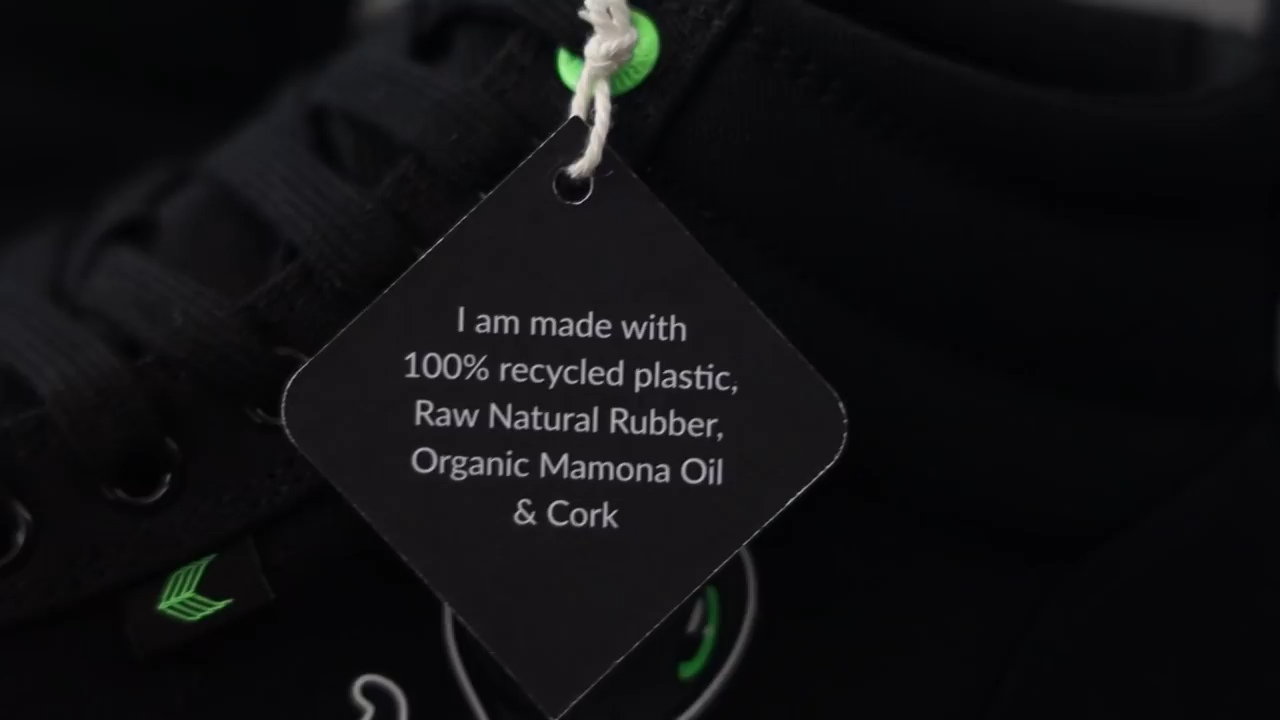 I am made with
100% recycled plastic,
Raw Natural Rubber,
Organic Mamona Oil
& Cork